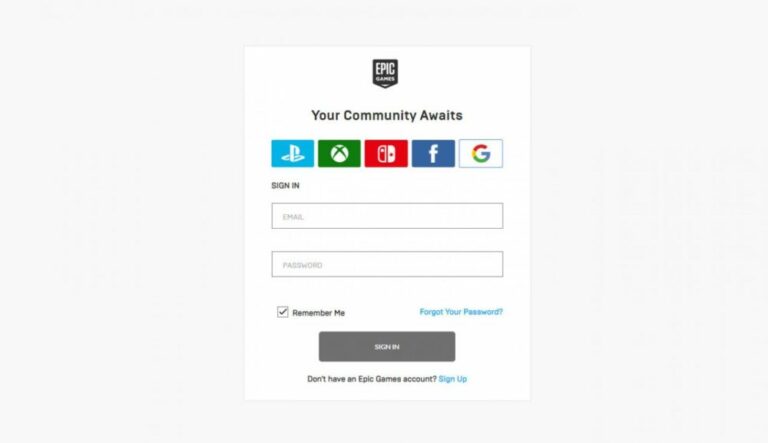 EPIC
GAMES
Your Community Awaits
SIGN IN
EMAIL
PASSWORD
Remember Me
Forgot Your Password?
SIGN IN
Don't have an Epic Games account? Sign Up